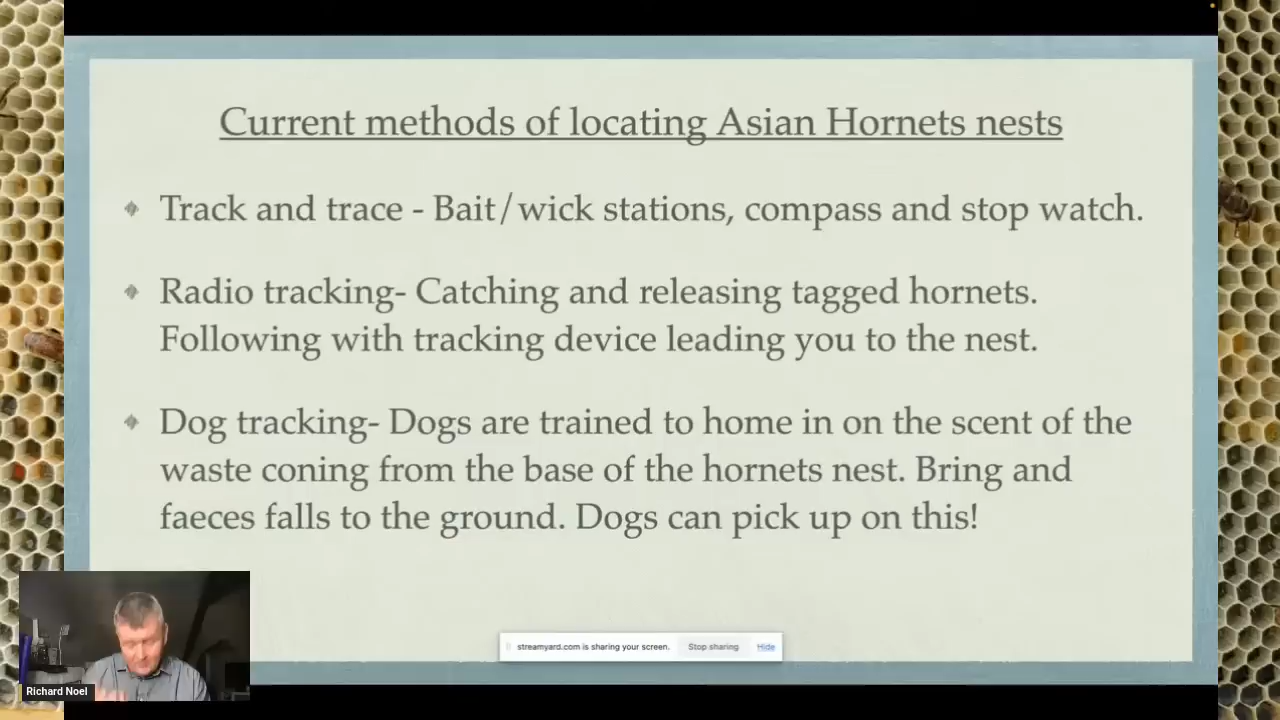 Current methods of locating Asian Hornets nests
Track and trace - Bait/wick stations, compass and stop watch.
Radio tracking- Catching and releasing tagged hornets.
Following with tracking device leading you to the nest.
Dog tracking- Dogs are trained to home in on the scent of the
waste coning from the base of the hornets nest. Bring and
faeces falls to the ground. Dogs can pick up on this!
streamyard.com is sharing your screen. Stop sharing Hide
Richard Noel